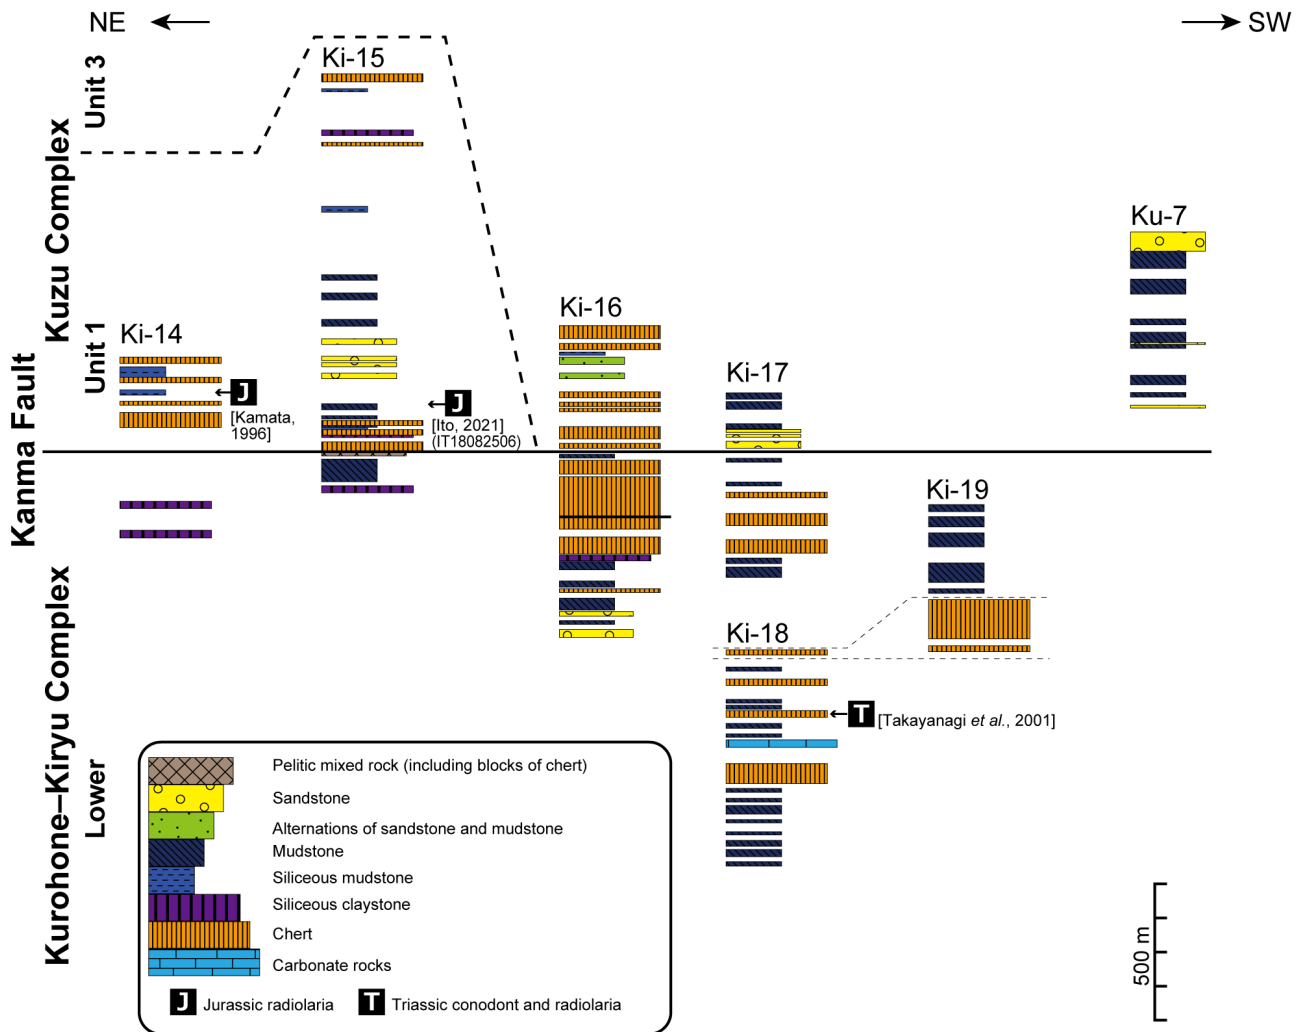 NE
SW
Ki-15
Unit 3
Kuzu Complex
Ku-7
Ki-16
Ki-14
Unit 1
J
[Kamata,
1996]
J
[Ito, 2021]
(IT18082506)
Ki-17
Kanma Fault
Ki-19
Kurohone–Kiryu Complex
Lower
Ki-18
T
[Takayanagi et al., 2001]
Pelitic mixed rock (including blocks of chert)
Sandstone
Alternations of sandstone and mudstone
Mudstone
Siliceous mudstone
Siliceous claystone
Chert
Carbonate rocks
J Jurassic radiolaria T Triassic conodont and radiolaria
500 m